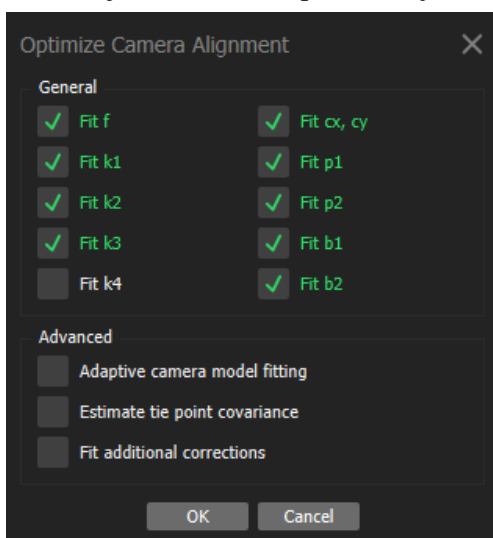 Optimize Camera Alignment
General
Fit f
Fit cx, cy
Fit k1
Fit p1
Fit k2
Fit p2
Fit k3
Fit b1
Fit k4
Fit b2
Advanced
Adaptive camera model fitting
Estimate tie point covariance
Fit additional corrections
OK
Cancel